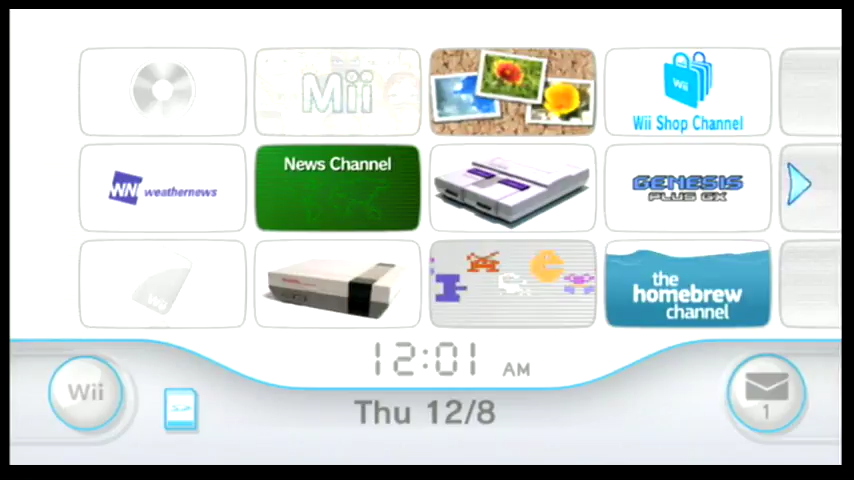 Mii
Wii
Wii Shop Channel
WN weathernews
News Channel
GENESIS
PLUS GX
the
homebrew
channel
12:01 AM
Wii
Thu 12/8
1